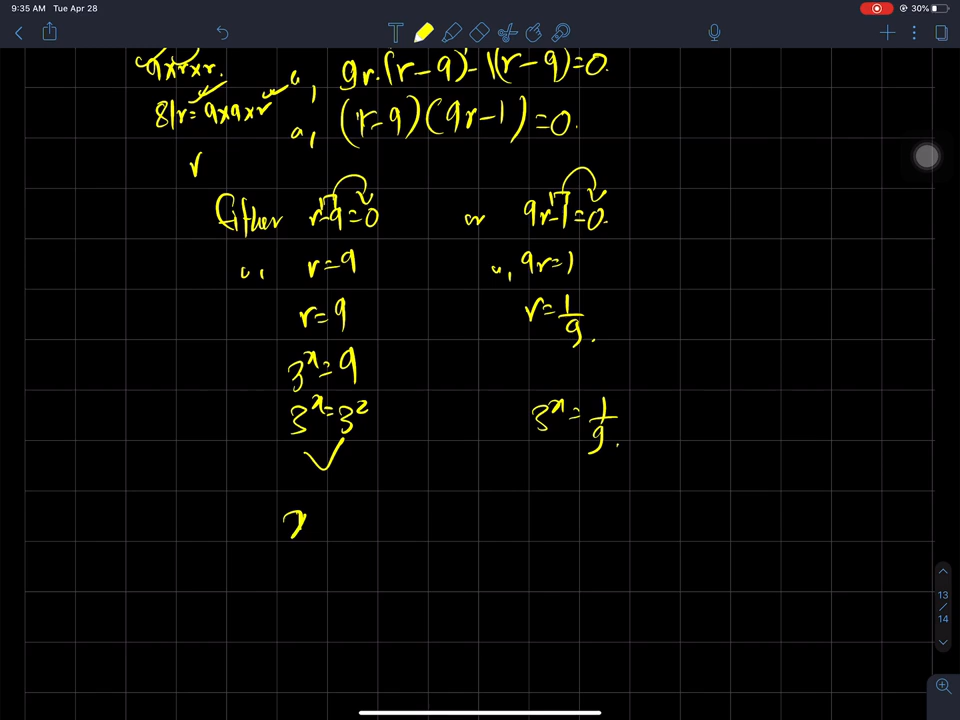 9:35 AM Tue Apr 28
30%
9×r×r.
9r.(r-9)-1(r-9)=0.
81r=9×9×r
(r-9)(9r-1)=0.
r
Either r-9=0 or 9r-1=0.
r=9
9r=1
r=9
r=1/9.
3^x=9
3^x=3^2
3^x=1/9.
x
13
/
14